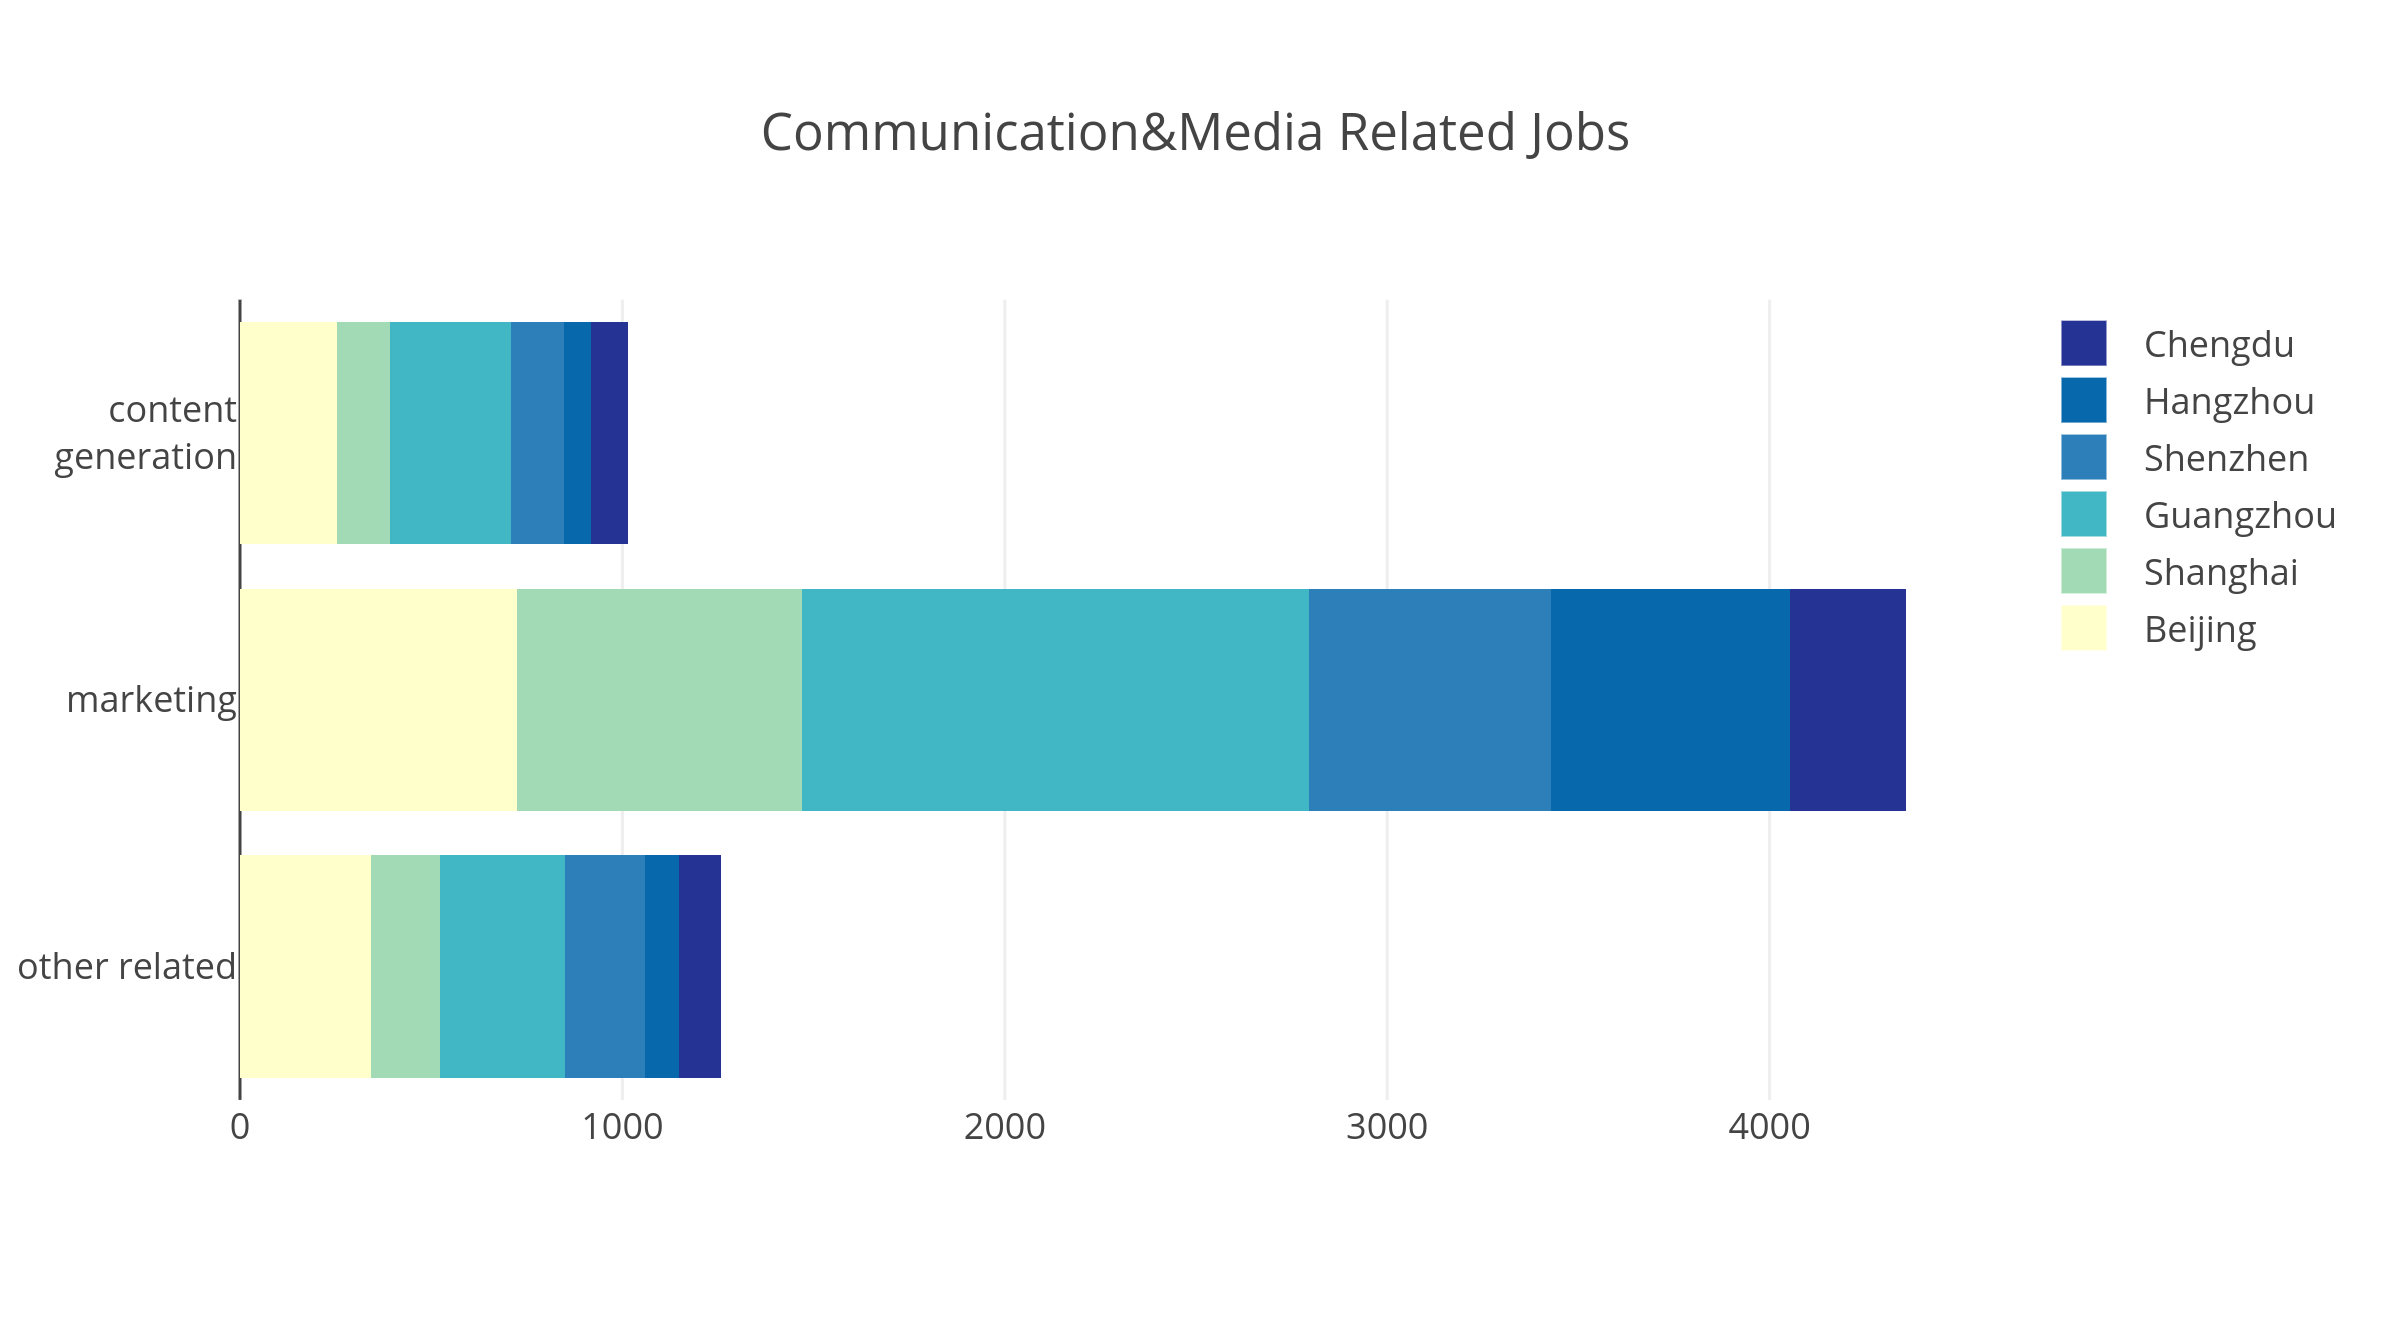 Communication&Media Related Jobs
content
generation
marketing
other related
0
1000
2000
3000
4000
Chengdu
Hangzhou
Shenzhen
Guangzhou
Shanghai
Beijing